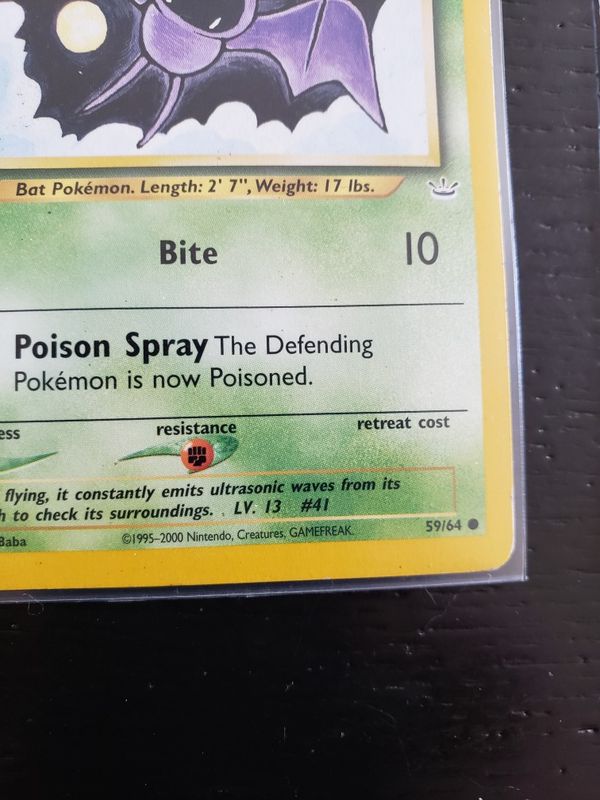 Bat Pokémon. Length: 2' 7", Weight: 17 lbs.
Bite 10
Poison Spray The Defending
Pokémon is now Poisoned.
ess resistance retreat cost
flying, it constantly emits ultrasonic waves from its
h to check its surroundings. LV. 13 #41
Baba ©1995-2000 Nintendo, Creatures, GAMEFREAK. 59/64